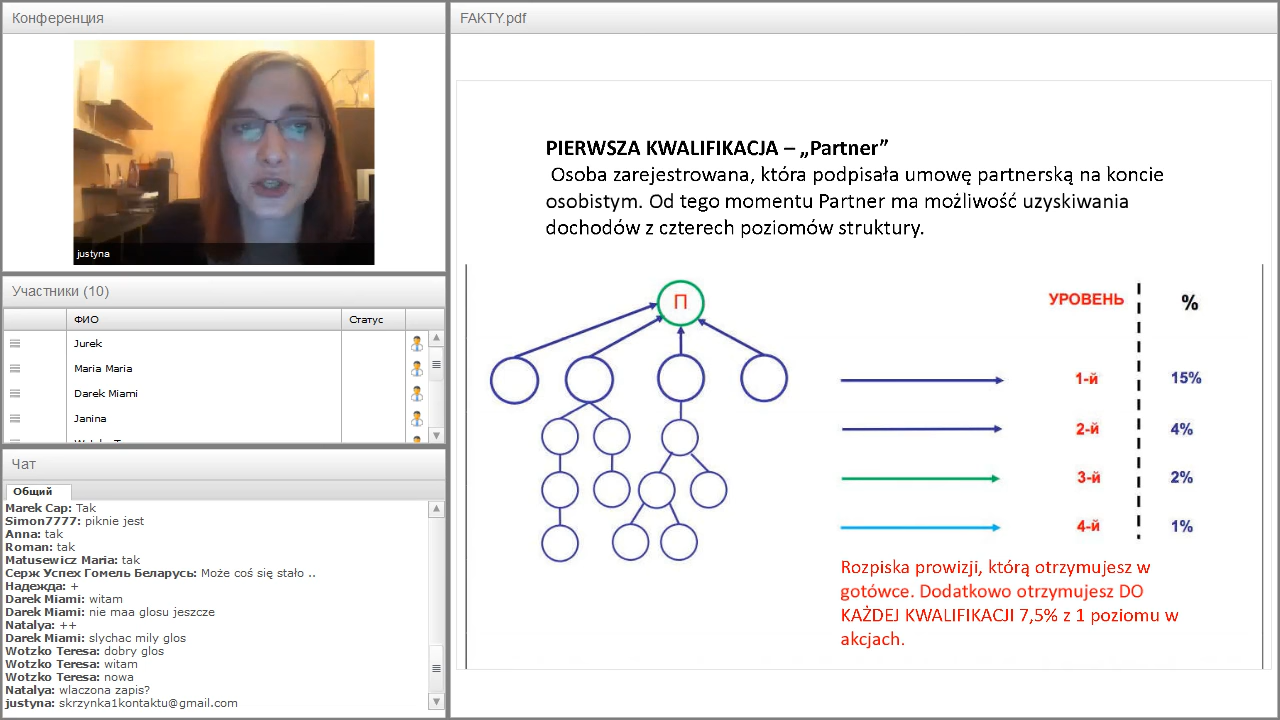 Конференция
justyna
Участники (10)
ФИО
Статус
Jurek
Maria Maria
Darek Miami
Janina
Чат
Общий
Marek Cap: Tak
Simon7777: piknie jest
Anna: tak
Roman: tak
Matusewicz Maria: tak
Серж Успех Гомель Беларусь: Może coś się stało ..
Надежда: +
Darek Miami: witam
Darek Miami: nie maa glosu jeszcze
Natalya: ++
Darek Miami: slychac mily glos
Wotzko Teresa: dobry glos
Wotzko Teresa: witam
Wotzko Teresa: nowa
Natalya: wlaczona zapis?
justyna: skrzynka1kontaktu@gmail.com
FAKTY.pdf
PIERWSZA KWALIFIKACJA – „Partner”
Osoba zarejestrowana, która podpisała umowę partnerską na koncie
osobistym. Od tego momentu Partner ma możliwość uzyskiwania
dochodów z czterech poziomów struktury.
П
УРОВЕНЬ %
1-й 15%
2-й 4%
3-й 2%
4-й 1%
Rozpiska prowizji, którą otrzymujesz w
gotówce. Dodatkowo otrzymujesz DO
KAŻDEJ KWALIFIKACJI 7,5% z 1 poziomu w
akcjach.